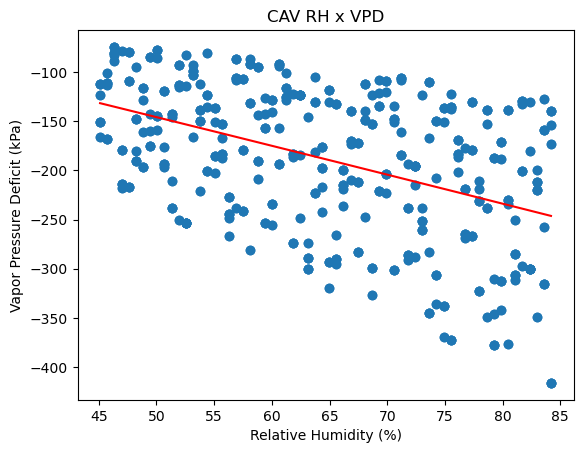 CAV RH x VPD
Vapor Pressure Deficit (kPa)
−100
−150
−200
−250
−300
−350
−400
45 50 55 60 65 70 75 80 85
Relative Humidity (%)